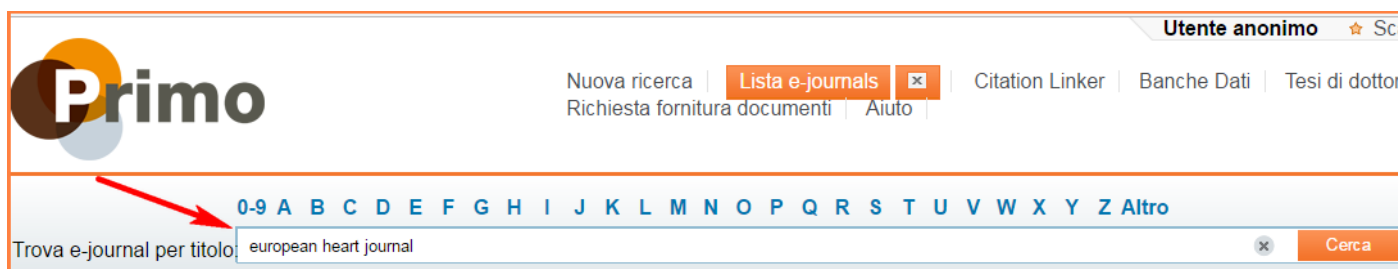 Utente anonimo Sc
Primo
Nuova ricerca Lista e-journals Citation Linker Banche Dati Tesi di dottor
Richiesta fornitura documenti Aiuto
0-9 A B C D E F G H I J K L M N O P Q R S T U V W X Y Z Altro
Trova e-journal per titolo: european heart journal Cerca